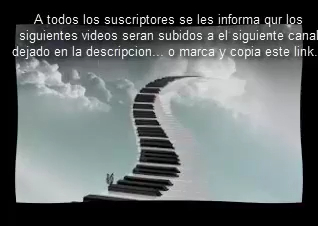 A todos los suscriptores se les informa qur los
siguientes videos seran subidos a el siguiente canal
dejado en la descripcion... o marca y copia este link.